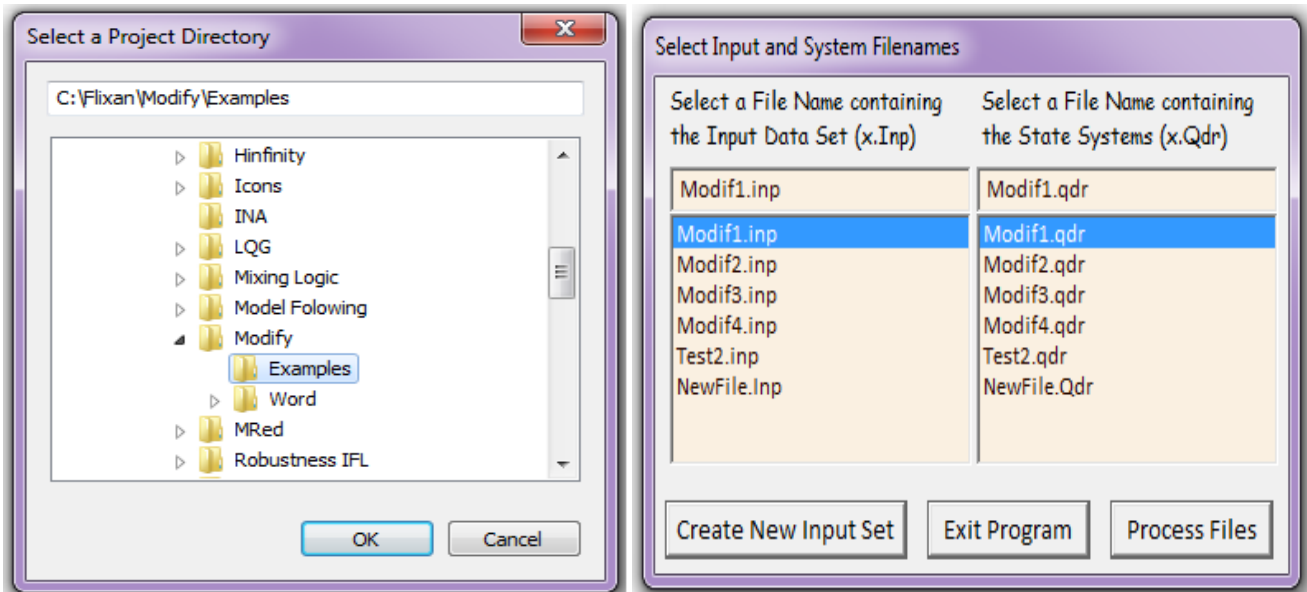 Select a Project Directory
C:\Flixan\Modify\Examples
Hinfinity
Icons
INA
LQG
Mixing Logic
Model Folowing
Modify
Examples
Word
MRed
Robustness IFL
OK Cancel
Select Input and System Filenames
Select a File Name containing
the Input Data Set (x.Inp)
Select a File Name containing
the State Systems (x.Qdr)
Modif1.inp Modif1.qdr
Modif1.inp Modif1.qdr
Modif2.inp Modif2.qdr
Modif3.inp Modif3.qdr
Modif4.inp Modif4.qdr
Test2.inp Test2.qdr
NewFile.Inp NewFile.Qdr
Create New Input Set Exit Program Process Files